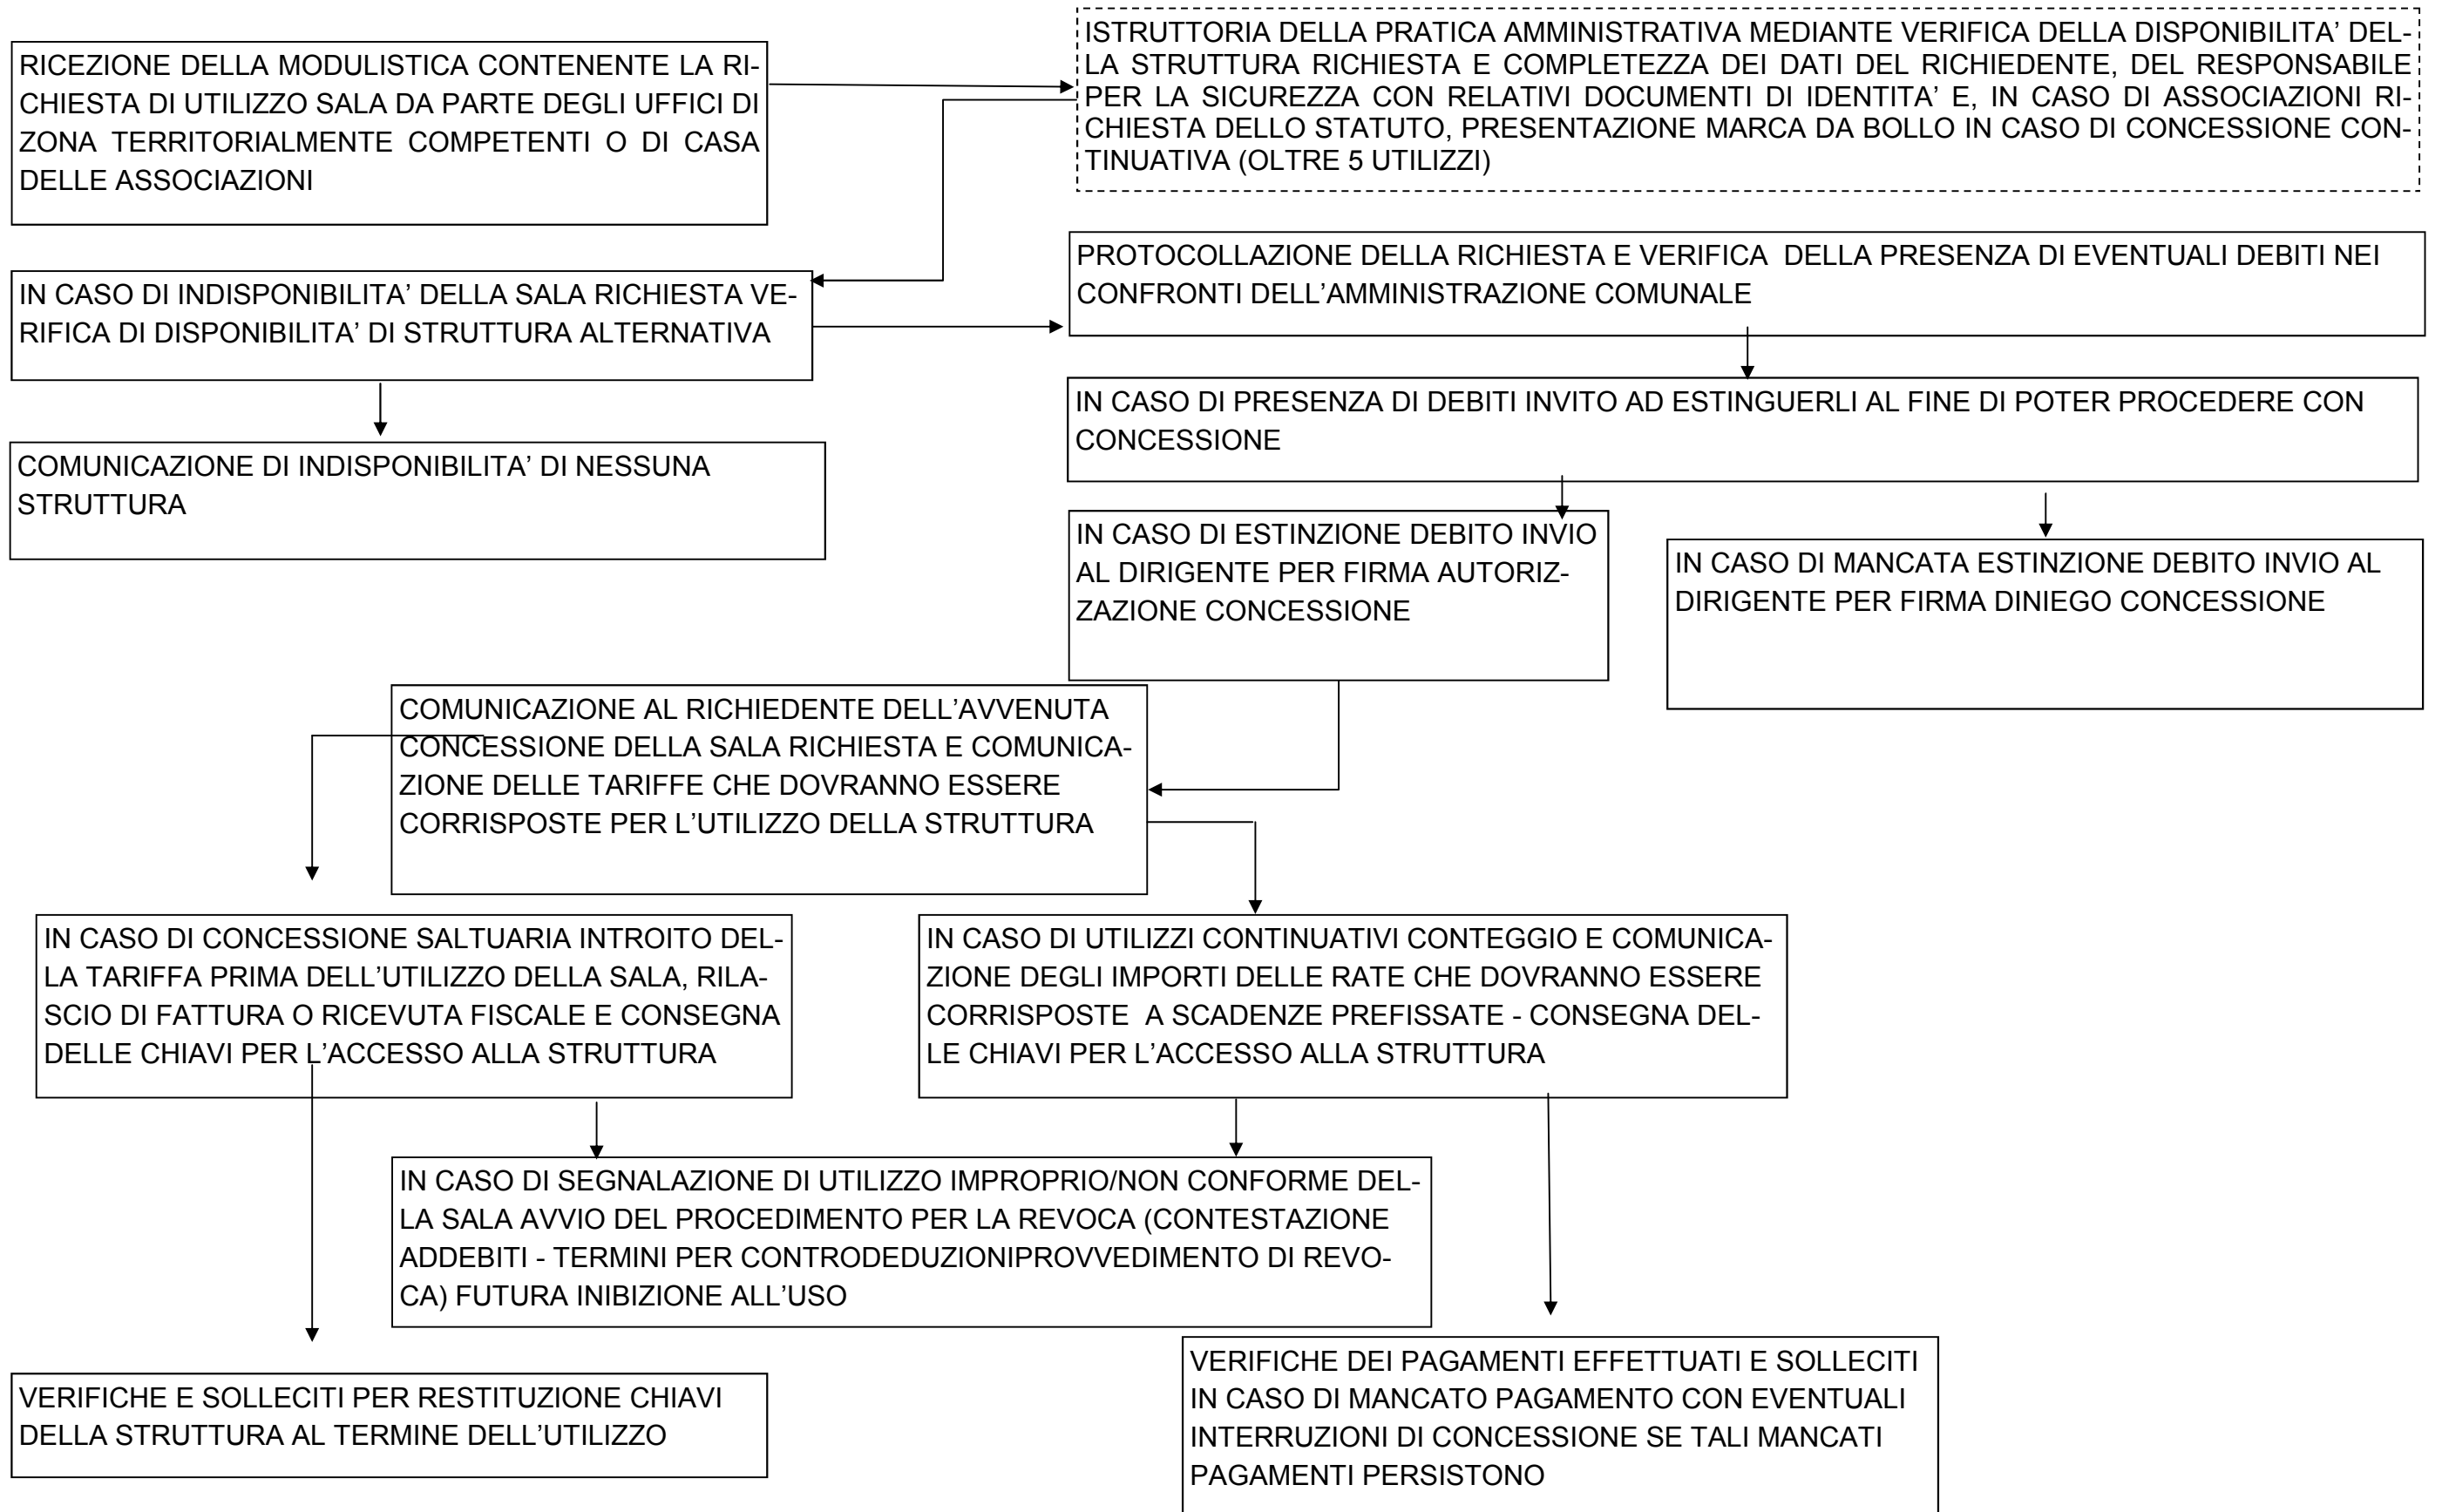 RICEZIONE DELLA MODULISTICA CONTENENTE LA RI-
CHIESTA DI UTILIZZO SALA DA PARTE DEGLI UFFICI DI
ZONA TERRITORIALMENTE COMPETENTI O DI CASA
DELLE ASSOCIAZIONI
ISTRUTTORIA DELLA PRATICA AMMINISTRATIVA MEDIANTE VERIFICA DELLA DISPONIBILITA’ DEL-
LA STRUTTURA RICHIESTA E COMPLETEZZA DEI DATI DEL RICHIEDENTE, DEL RESPONSABILE
PER LA SICUREZZA CON RELATIVI DOCUMENTI DI IDENTITA’ E, IN CASO DI ASSOCIAZIONI RI-
CHIESTA DELLO STATUTO, PRESENTAZIONE MARCA DA BOLLO IN CASO DI CONCESSIONE CON-
TINUATIVA (OLTRE 5 UTILIZZI)
IN CASO DI INDISPONIBILITA’ DELLA SALA RICHIESTA VE-
RIFICA DI DISPONIBILITA’ DI STRUTTURA ALTERNATIVA
PROTOCOLLAZIONE DELLA RICHIESTA E VERIFICA  DELLA PRESENZA DI EVENTUALI DEBITI NEI
CONFRONTI DELL’AMMINISTRAZIONE COMUNALE
COMUNICAZIONE DI INDISPONIBILITA’ DI NESSUNA
STRUTTURA
IN CASO DI PRESENZA DI DEBITI INVITO AD ESTINGUERLI AL FINE DI POTER PROCEDERE CON
CONCESSIONE
IN CASO DI ESTINZIONE DEBITO INVIO
AL DIRIGENTE PER FIRMA AUTORIZ-
ZAZIONE CONCESSIONE
IN CASO DI MANCATA ESTINZIONE DEBITO INVIO AL
DIRIGENTE PER FIRMA DINIEGO CONCESSIONE
COMUNICAZIONE AL RICHIEDENTE DELL’AVVENUTA
CONCESSIONE DELLA SALA RICHIESTA E COMUNICA-
ZIONE DELLE TARIFFE CHE DOVRANNO ESSERE
CORRISPOSTE PER L’UTILIZZO DELLA STRUTTURA
IN CASO DI CONCESSIONE SALTUARIA INTROITO DEL-
LA TARIFFA PRIMA DELL’UTILIZZO DELLA SALA, RILA-
SCIO DI FATTURA O RICEVUTA FISCALE E CONSEGNA
DELLE CHIAVI PER L’ACCESSO ALLA STRUTTURA
IN CASO DI UTILIZZI CONTINUATIVI CONTEGGIO E COMUNICA-
ZIONE DEGLI IMPORTI DELLE RATE CHE DOVRANNO ESSERE
CORRISPOSTE  A SCADENZE PREFISSATE - CONSEGNA DEL-
LE CHIAVI PER L’ACCESSO ALLA STRUTTURA
IN CASO DI SEGNALAZIONE DI UTILIZZO IMPROPRIO/NON CONFORME DEL-
LA SALA AVVIO DEL PROCEDIMENTO PER LA REVOCA (CONTESTAZIONE
ADDEBITI - TERMINI PER CONTRODEDUZIONIPROVVEDIMENTO DI REVO-
CA) FUTURA INIBIZIONE ALL’USO
VERIFICHE E SOLLECITI PER RESTITUZIONE CHIAVI
DELLA STRUTTURA AL TERMINE DELL’UTILIZZO
VERIFICHE DEI PAGAMENTI EFFETTUATI E SOLLECITI
IN CASO DI MANCATO PAGAMENTO CON EVENTUALI
INTERRUZIONI DI CONCESSIONE SE TALI MANCATI
PAGAMENTI PERSISTONO